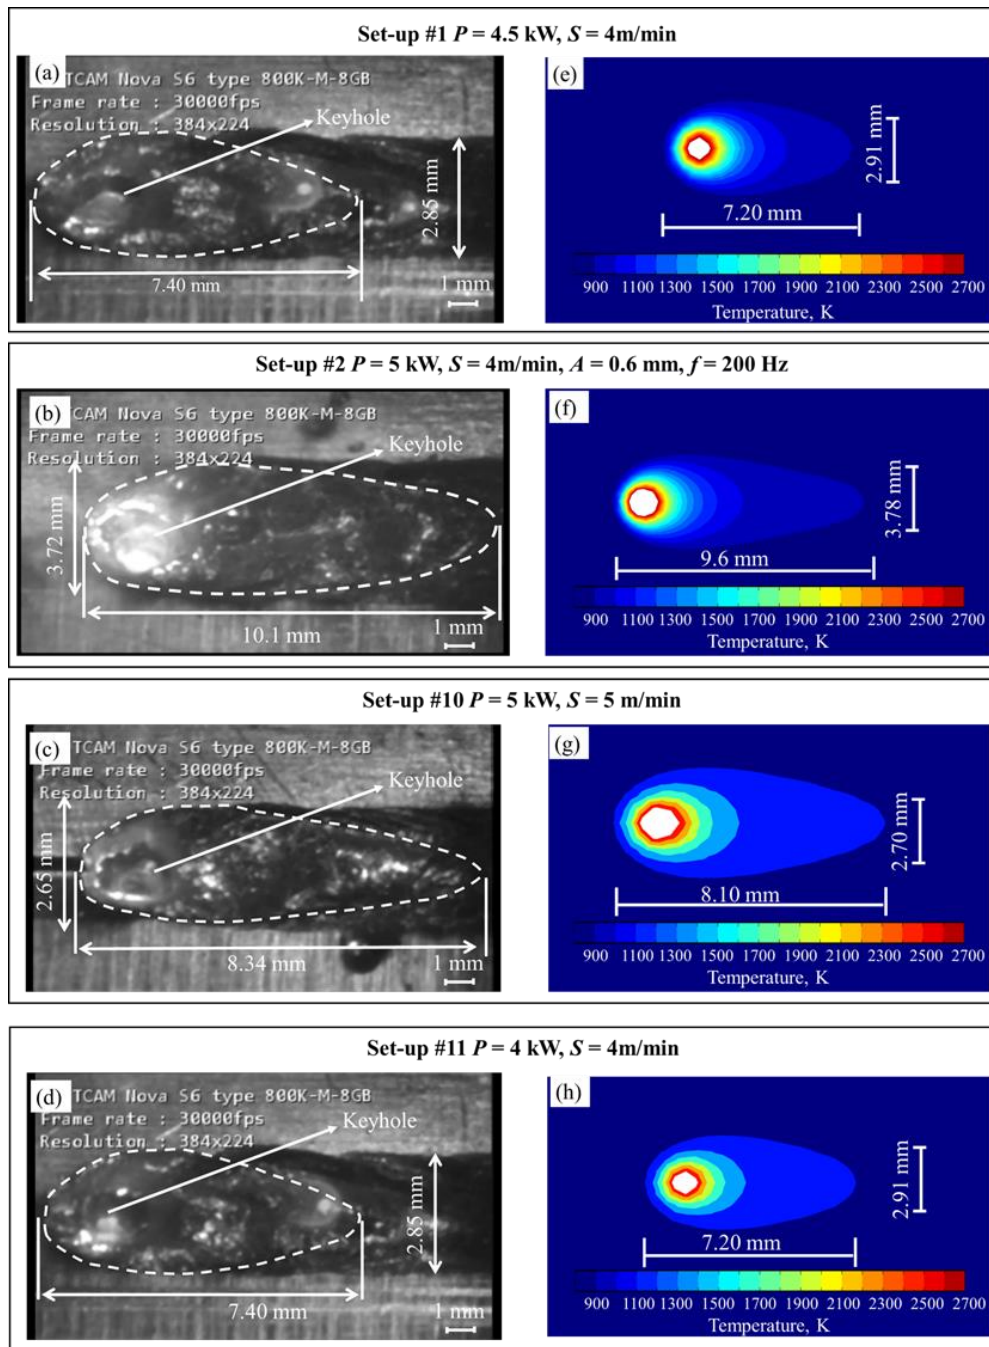 Set-up #1 P = 4.5 kW, S = 4m/min
(a)
TCAM Nova S6 type 800K-M-8GB
Frame rate : 30000fps
Resolution : 384x224
Keyhole
2.85 mm
7.40 mm
1 mm
(e)
2.91 mm
7.20 mm
900 1100 1300 1500 1700 1900 2100 2300 2500 2700
Temperature, K
Set-up #2 P = 5 kW, S = 4m/min, A = 0.6 mm, f = 200 Hz
(b)
CAM Nova S6 type 800K-M-8GB
Frame rate : 30000fps
Resolution : 384x224
Keyhole
3.72 mm
10.1 mm
1 mm
(f)
3.78 mm
9.6 mm
900 1100 1300 1500 1700 1900 2100 2300 2500 2700
Temperature, K
Set-up #10 P = 5 kW, S = 5 m/min
(c)
TCAM Nova S6 type 800K-M-8GB
Frame rate : 30000fps
Resolution : 384x224
Keyhole
2.65 mm
8.34 mm
1 mm
(g)
2.70 mm
8.10 mm
900 1100 1300 1500 1700 1900 2100 2300 2500 2700
Temperature, K
Set-up #11 P = 4 kW, S = 4m/min
(d)
TCAM Nova S6 type 800K-M-8GB
Frame rate : 30000fps
Resolution : 384x224
Keyhole
2.85 mm
7.40 mm
1 mm
(h)
2.91 mm
7.20 mm
900 1100 1300 1500 1700 1900 2100 2300 2500 2700
Temperature, K